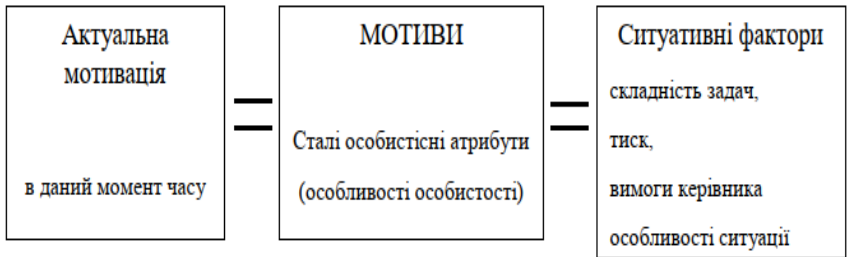 Актуальна
мотивація
в даний момент часу
=
МОТИВИ
Сталі особистісні атрибути
(особливості особистості)
=
Ситуативні фактори
складність задач,
тиск,
вимоги керівника
особливості ситуації